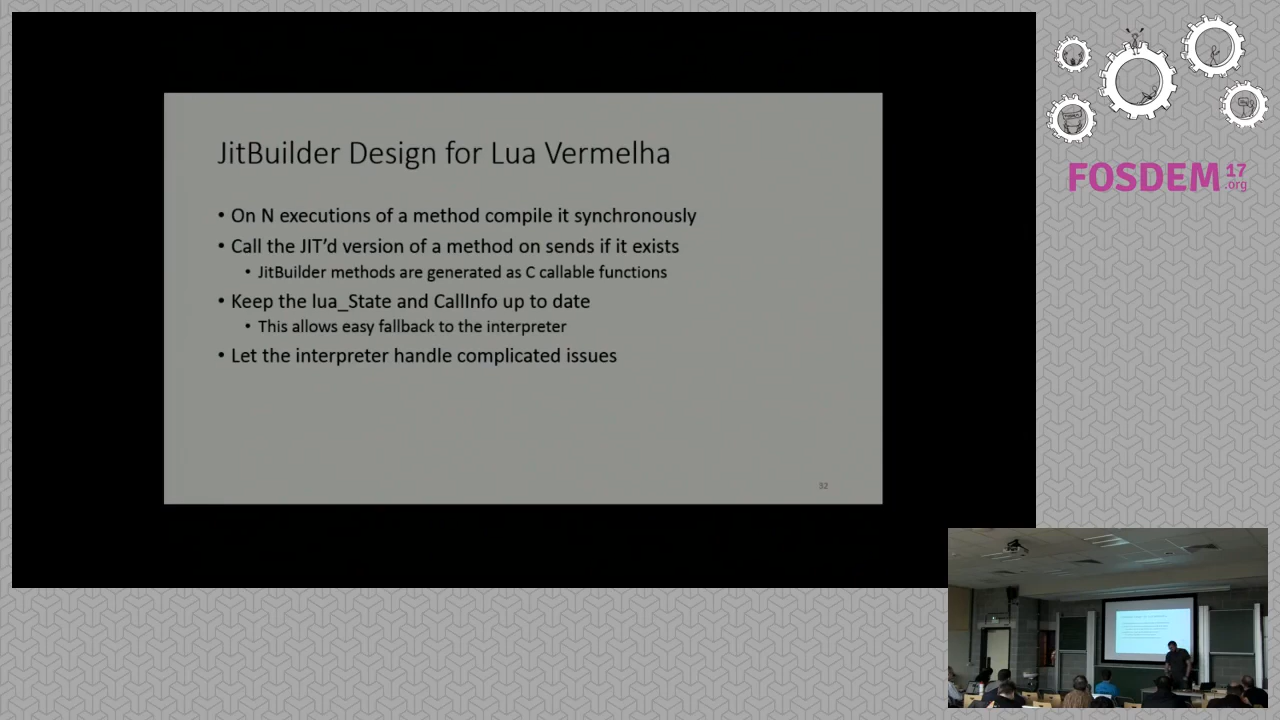 JitBuilder Design for Lua Vermelha
• On N executions of a method compile it synchronously
• Call the JIT’d version of a method on sends if it exists
• JitBuilder methods are generated as C callable functions
• Keep the lua_State and CallInfo up to date
• This allows easy fallback to the interpreter
• Let the interpreter handle complicated issues
32
FOSDEM 17
.org